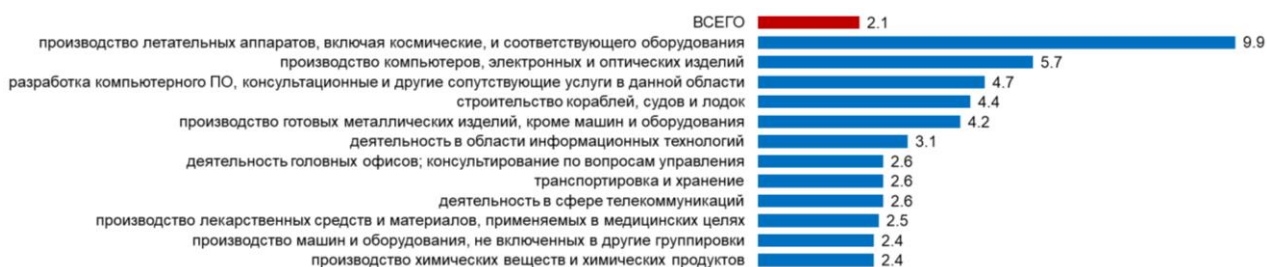 ВСЕГО 2.1
производство летательных аппаратов, включая космические, и соответствующего оборудования 9.9
производство компьютеров, электронных и оптических изделий 5.7
разработка компьютерного ПО, консультационные и другие сопутствующие услуги в данной области 4.7
строительство кораблей, судов и лодок 4.4
производство готовых металлических изделий, кроме машин и оборудования 4.2
деятельность в области информационных технологий 3.1
деятельность головных офисов; консультирование по вопросам управления 2.6
транспортировка и хранение 2.6
деятельность в сфере телекоммуникаций 2.6
производство лекарственных средств и материалов, применяемых в медицинских целях 2.5
производство машин и оборудования, не включенных в другие группировки 2.4
производство химических веществ и химических продуктов 2.4